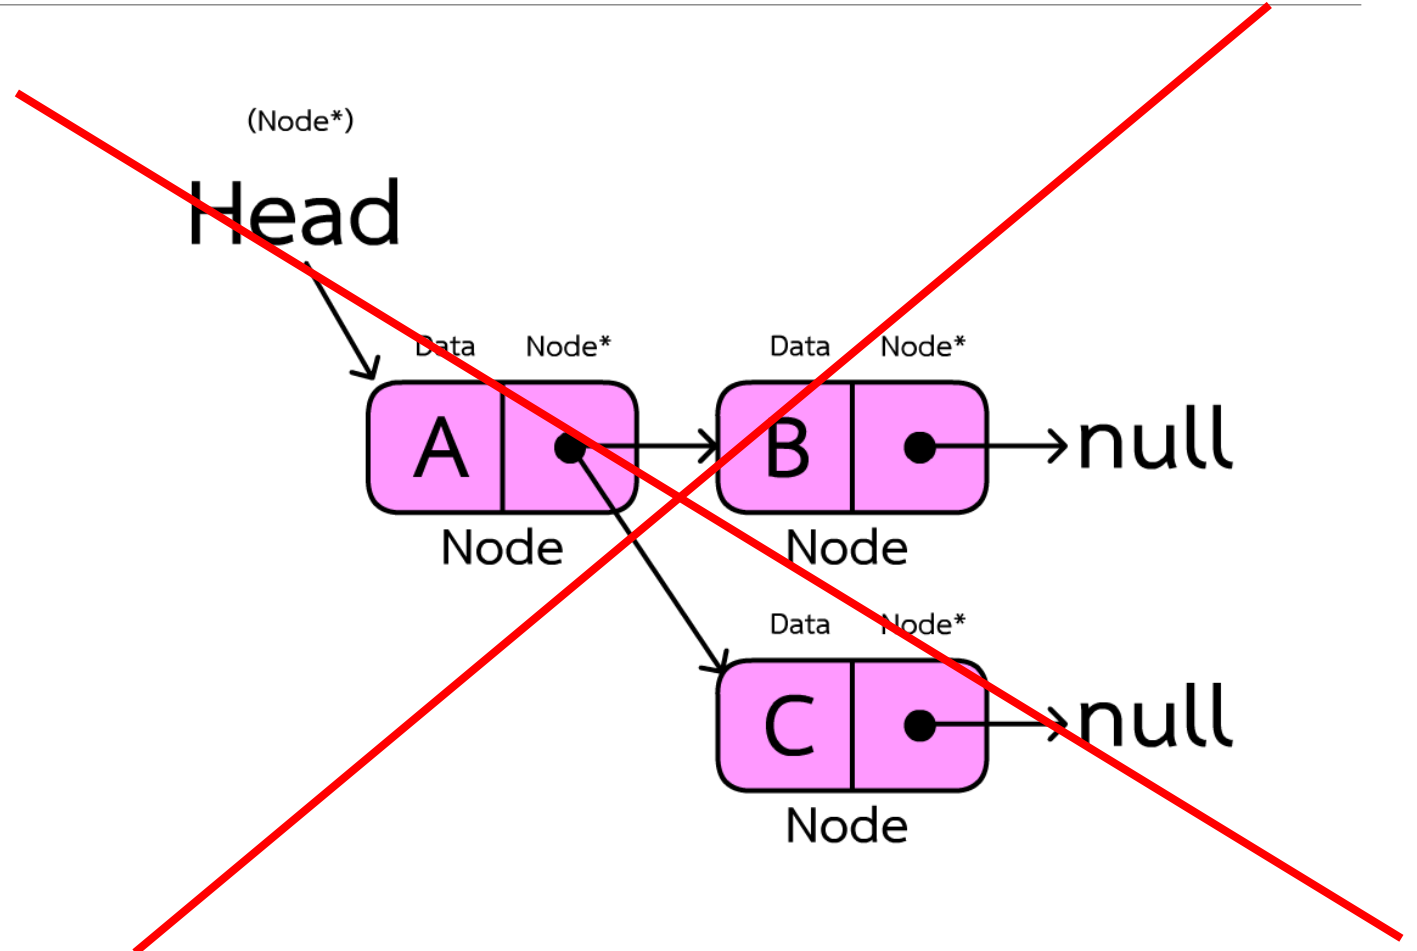 (Node*)
Head
Data Node* Data Node*
A B null
Node Node
Data Node*
C null
Node